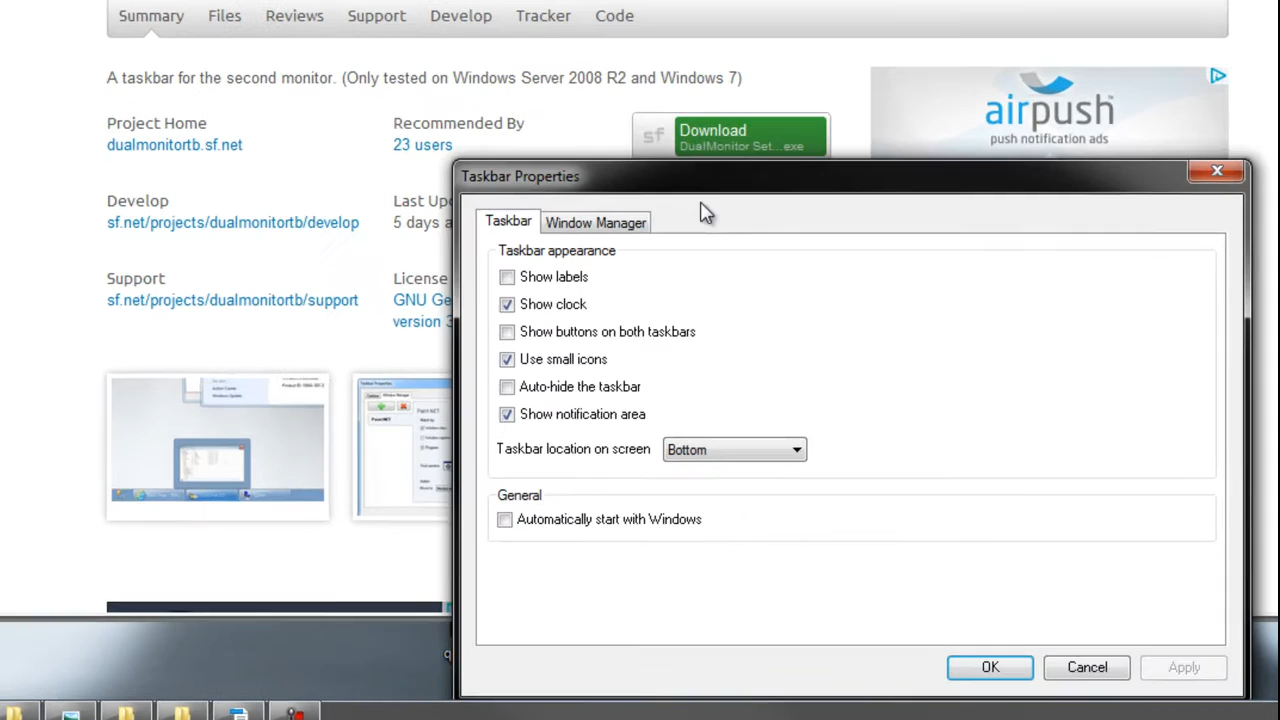 Summary Files Reviews Support Develop Tracker Code
A taskbar for the second monitor. (Only tested on Windows Server 2008 R2 and Windows 7)
Project Home
dualmonitortb.sf.net
Recommended By
23 users
sf
Download
DualMonitor Set...exe
airpush
push notification ads
Develop
sf.net/projects/dualmonitortb/develop
Last Upd
5 days a
Support
sf.net/projects/dualmonitortb/support
License
GNU Ge
version 3
Taskbar Properties
Taskbar Window Manager
Taskbar appearance
Show labels
Show clock
Show buttons on both taskbars
Use small icons
Auto-hide the taskbar
Show notification area
Taskbar location on screen Bottom
General
Automatically start with Windows
OK Cancel Apply